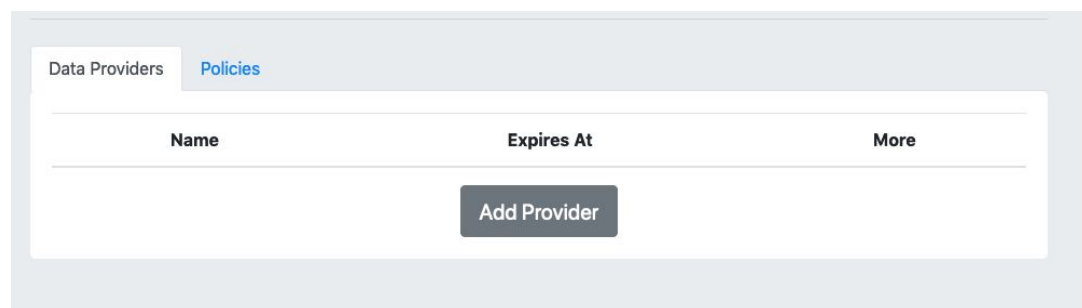 Data Providers Policies
Name Expires At More
Add Provider